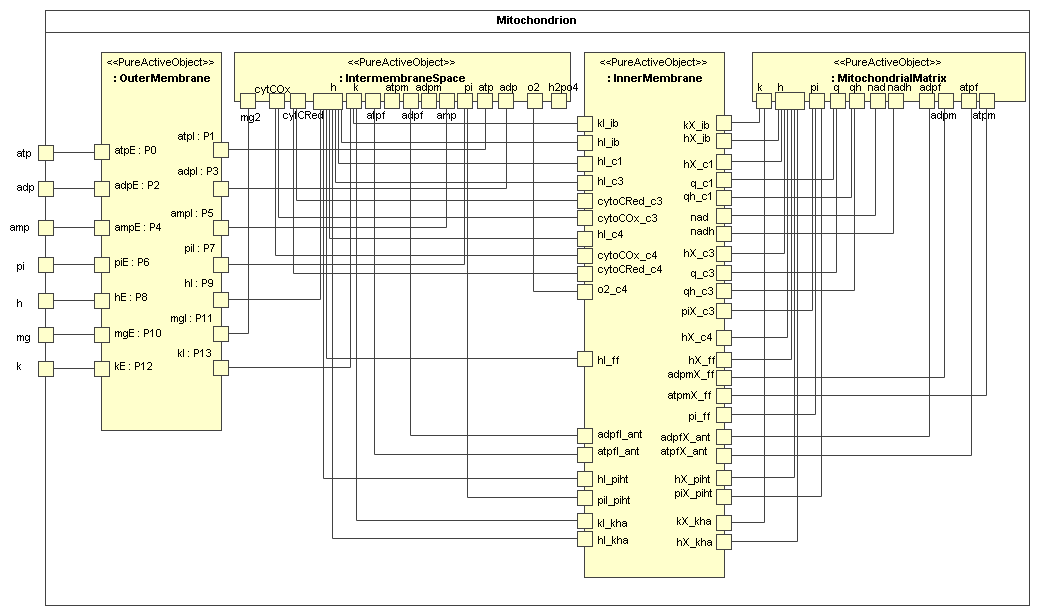 Mitochondrion
<<PureActiveObject>>
: OuterMembrane
<<PureActiveObject>>
: IntermembraneSpace
<<PureActiveObject>>
: InnerMembrane
<<PureActiveObject>>
: MitochondrialMatrix
cytCOx
h
k
atpm
adpm
pi
atp
adp
o2
h2po4
mg2
cytCRed
atpf
adpf
amp
k
h
pi
q
qh
nad
nadh
adpf
atpf
adpm
atpm
atp
adp
amp
pi
h
mg
k
atpE : P0
adpE : P2
ampE : P4
piE : P6
hE : P8
mgE : P10
kE : P12
atpI : P1
adpI : P3
ampI : P5
piI : P7
hI : P9
mgI : P11
kI : P13
kI_ib
hI_ib
hI_c1
hI_c3
cytoCRed_c3
cytoCOx_c3
hI_c4
cytoCOx_c4
cytoCRed_c4
o2_c4
hI_ff
adpfI_ant
atpfI_ant
hI_piht
piI_piht
kI_kha
hI_kha
kX_ib
hX_ib
hX_c1
q_c1
qh_c1
nad
nadh
hX_c3
q_c3
qh_c3
piX_c3
hX_c4
hX_ff
adpmX_ff
atpmX_ff
pi_ff
adpfX_ant
atpfX_ant
hX_piht
piX_piht
kX_kha
hX_kha